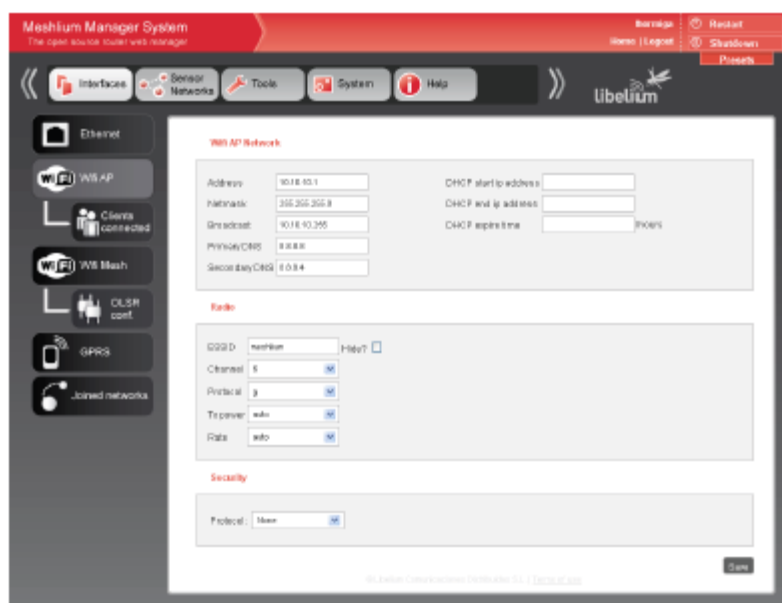 Meshlium Manager System
The open source router web manager
Home | Logout
Restart
Shutdown
Presets
Interfaces
Sensor
Networks
Tools
System
Help
libelium
Ethernet
Wifi AP
Clients
connected
Wifi Mesh
OLSR
conf.
GPRS
Joined networks
Wifi AP Network
Address 10.10.10.1
Netmask 255.255.255.0
Broadcast 10.10.10.255
Primary DNS 8.8.8.8
Secondary DNS 8.8.8.4
DHCP start ip address
DHCP end ip address
DHCP expire time hours
Radio
ESSID meshlium Hide?
Channel 6
Protocol g
Tx power auto
Rate auto
Security
Protocol: None
Save
Terms of use